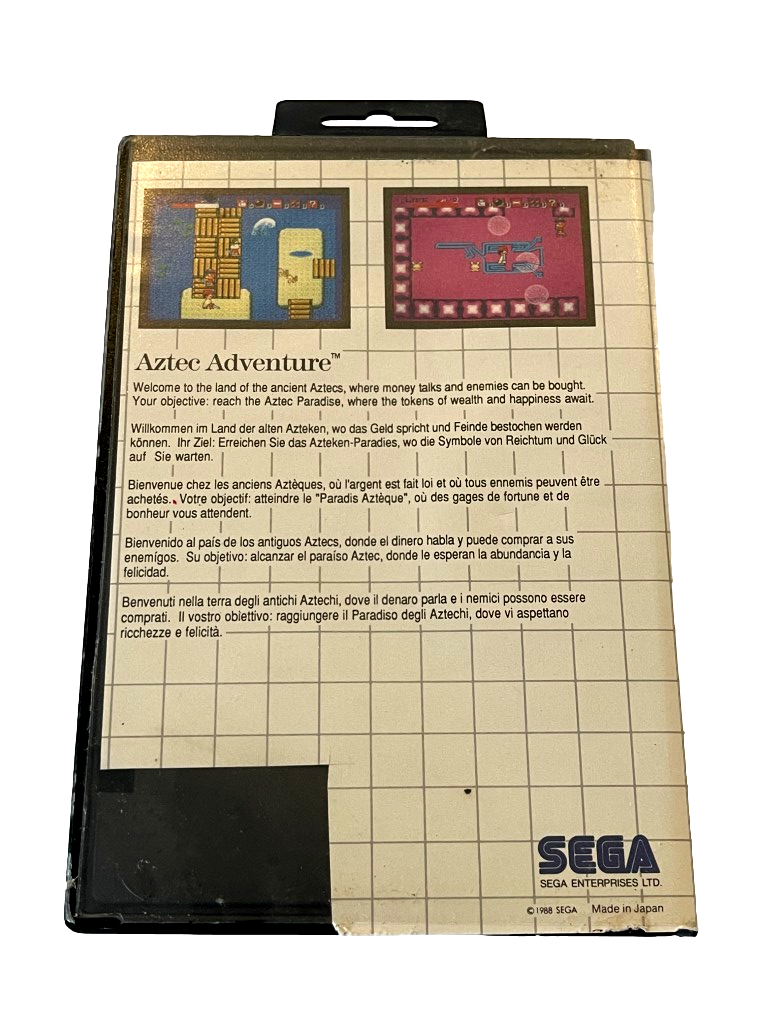 Aztec Adventure™
Welcome to the land of the ancient Aztecs, where money talks and enemies can be bought.
Your objective: reach the Aztec Paradise, where the tokens of wealth and happiness await.
Willkommen im Land der alten Azteken, wo das Geld spricht und Feinde bestochen werden
können. Ihr Ziel: Erreichen Sie das Azteken-Paradies, wo die Symbole von Reichtum und Glück
auf Sie warten.
Bienvenue chez les anciens Aztèques, où l'argent est fait loi et où tous ennemis peuvent être
achetés. Votre objectif: atteindre le "Paradis Aztèque", où des gages de fortune et de
bonheur vous attendent.
Bienvenido al país de los antiguos Aztecs, donde el dinero habla y puede comprar a sus
enemígos. Su objetivo: alcanzar el paraíso Aztec, donde le esperan la abundancia y la
felicidad.
Benvenuti nella terra degli antichi Aztechi, dove il denaro parla e i nemici possono essere
comprati. Il vostro obiettivo: raggiungere il Paradiso degli Aztechi, dove vi aspettano
ricchezze e felicità.
SEGA
SEGA ENTERPRISES LTD.
© 1988 SEGA Made in Japan